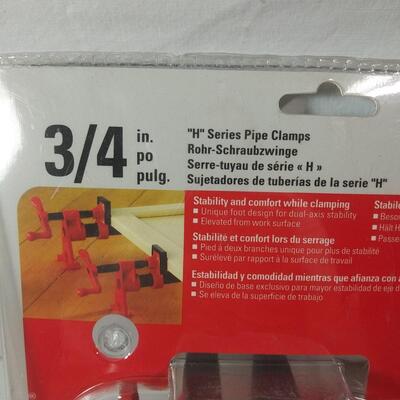 3/4 in.
po
pulg.
"H" Series Pipe Clamps
Rohr-Schraubzwinge
Serre-tuyau de série « H »
Sujetadores de tuberías de la serie "H"
Stability and comfort while clamping
■ Unique foot design for dual-axis stability
■ Elevated from work surface
Stabilité et confort lors du serrage
■ Pied à deux branches unique pour plus de stabilité
■ Surélevé par rapport à la surface de travail
Estabilidad y comodidad mientras que afianza con a
■ Diseño de base exclusivo para mayor estabilidad de eje d
■ Se eleva de la superficie de trabajo
Stabile
■ Beson
■ Hält H
■ Passe